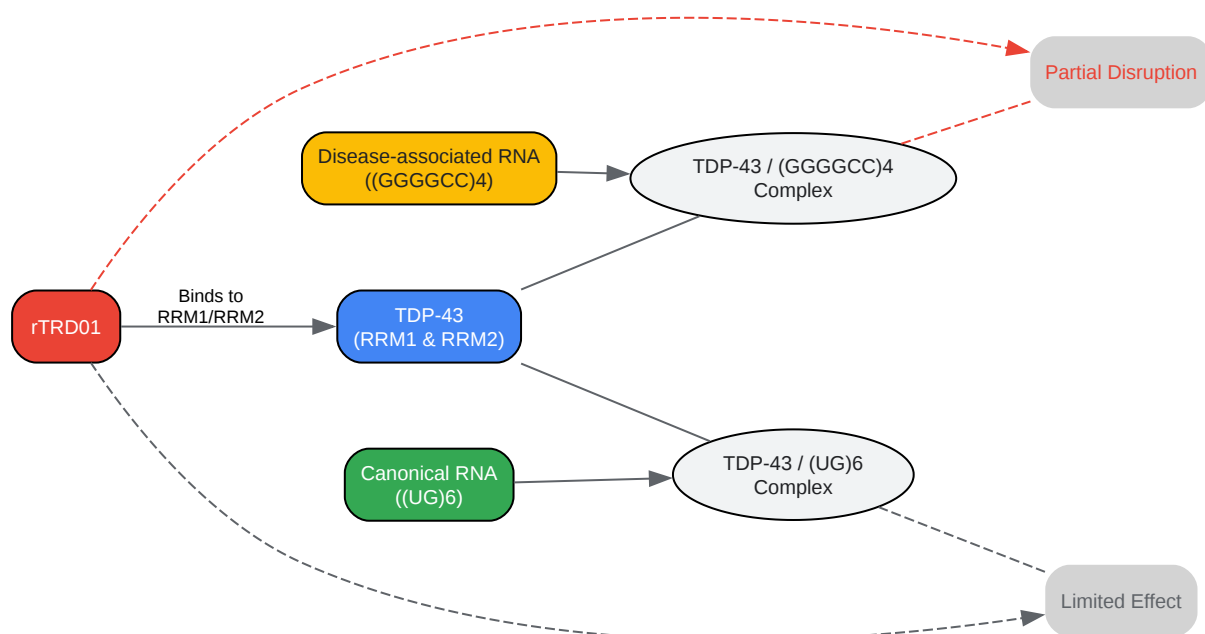 Partial Disruption
Disease-associated RNA
((GGGGCC)4)
TDP-43 / (GGGGCC)4
Complex
rTRD01
Binds to
RRM1/RRM2
TDP-43
(RRM1 & RRM2)
Canonical RNA
((UG)6)
TDP-43 / (UG)6
Complex
Limited Effect